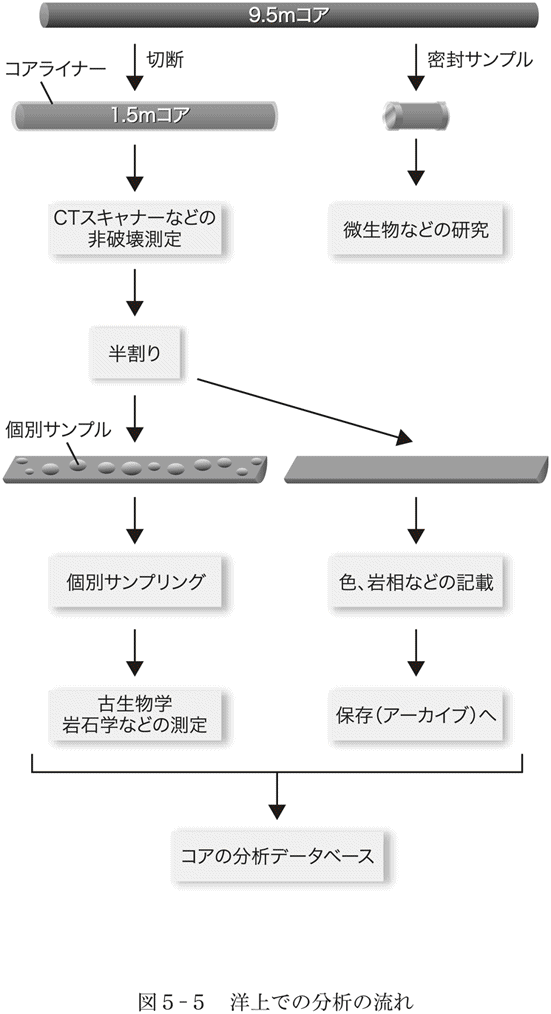 9.5mコア
切断
密封サンプル
コアライナー
1.5mコア
CTスキャナーなどの
非破壊測定
微生物などの研究
半割り
個別サンプル
個別サンプリング
色、岩相などの記載
古生物学
岩石学などの測定
保存(アーカイブ)へ
コアの分析データベース
図5-5 洋上での分析の流れ